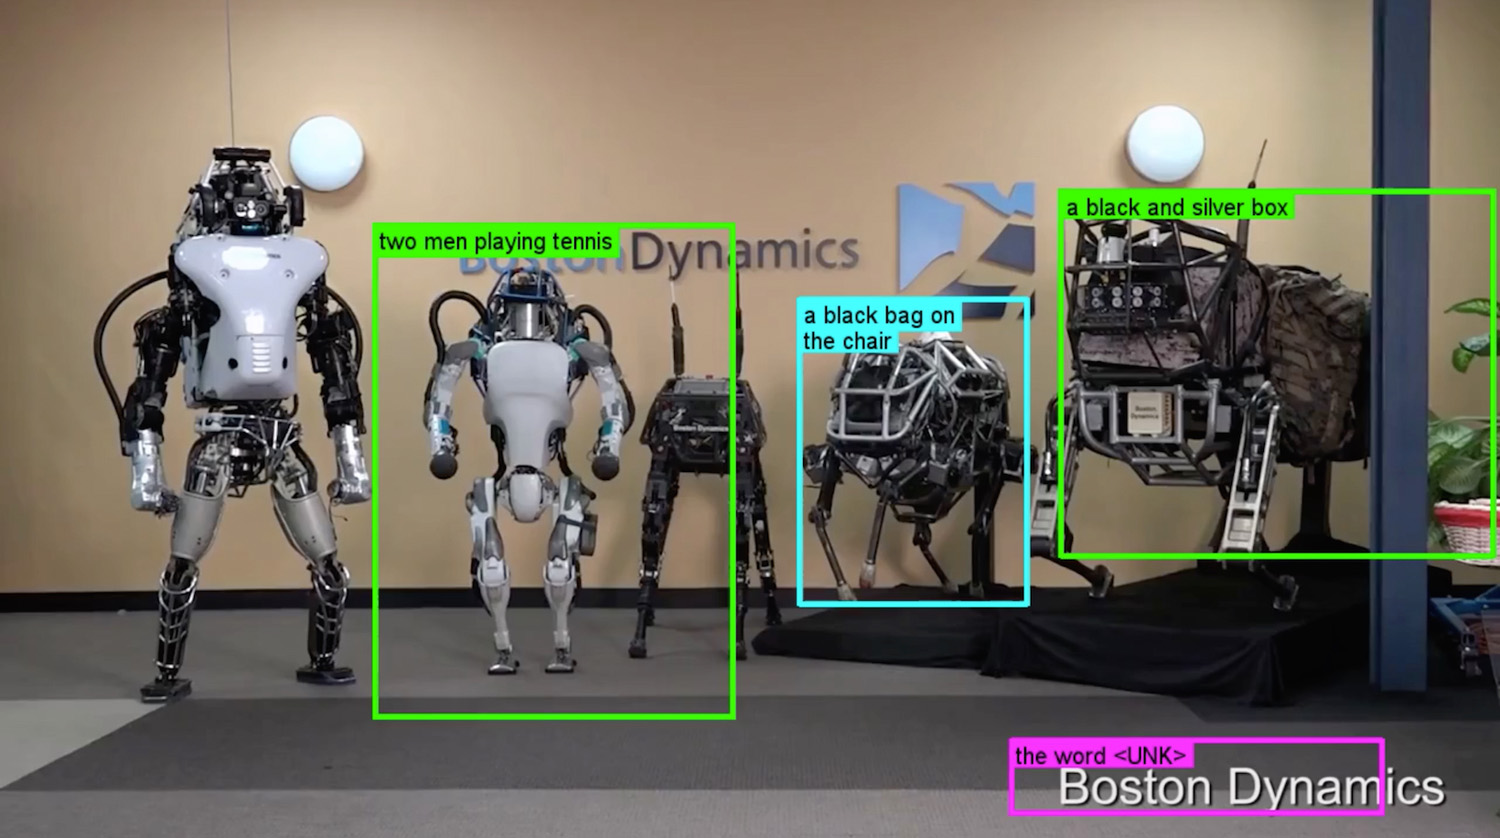 two men playing tennis
BostonDynamics
a black and silver box
a black bag on
the chair
Boston Dynamics
Boston
Dynamics
the word <UNK>
Boston Dynamics